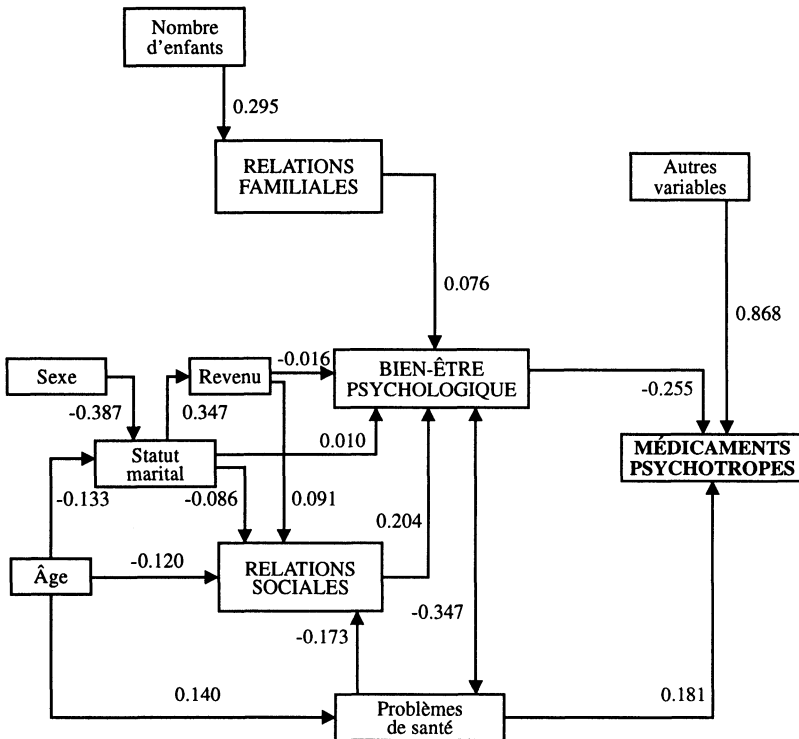 Nombre
d'enfants
0.295
RELATIONS
FAMILIALES
Autres
variables
0.076
0.868
Sexe
Revenu
-0.016
BIEN-ÊTRE
PSYCHOLOGIQUE
-0.255
-0.387
0.347
0.010
Statut
marital
MÉDICAMENTS
PSYCHOTROPES
-0.133
-0.086
0.091
0.204
Âge
-0.120
RELATIONS
SOCIALES
-0.347
-0.173
0.140
0.181
Problèmes
de santé